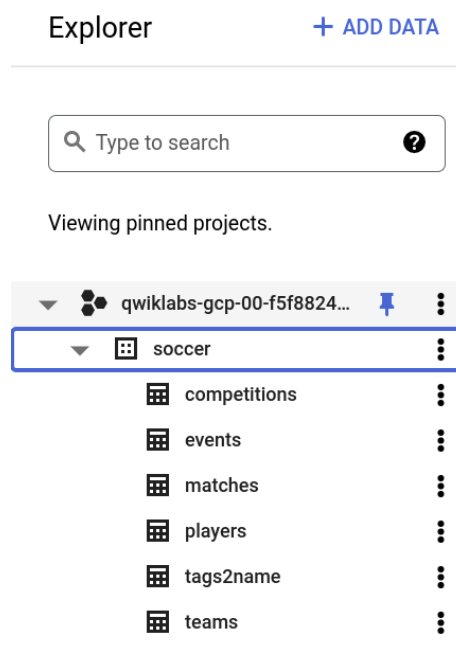 Explorer
+ ADD DATA
Type to search
Viewing pinned projects.
qwiklabs-gcp-00-f5f8824...
soccer
competitions
events
matches
players
tags2name
teams